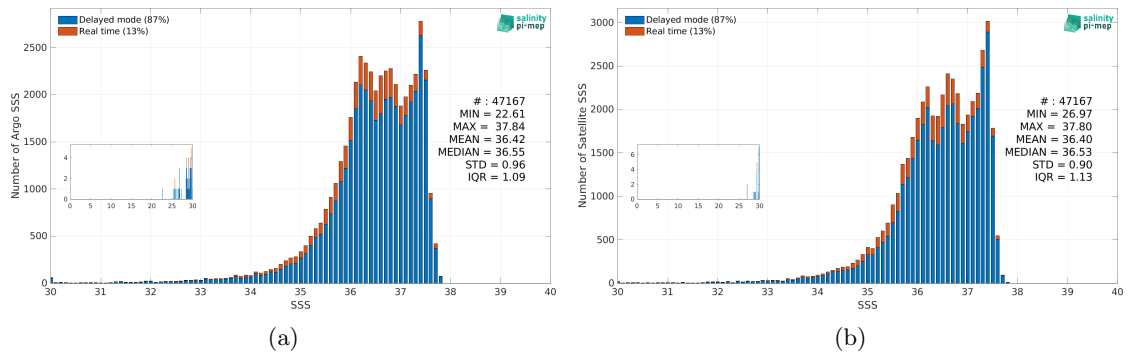 Delayed mode (87%)
Real time (13%)
salinity
pi-mep
# : 47167
MIN = 22.61
MAX = 37.84
MEAN = 36.42
MEDIAN = 36.55
STD = 0.96
IQR = 1.09
Number of Argo SSS
2500
2000
1500
1000
500
0
4
2
0
0 5 10 15 20 25 30
30 31 32 33 34 35 36 37 38 39 40
SSS
(a)
Delayed mode (87%)
Real time (13%)
salinity
pi-mep
# : 47167
MIN = 26.97
MAX = 37.80
MEAN = 36.40
MEDIAN = 36.53
STD = 0.90
IQR = 1.13
Number of Satellite SSS
3000
2500
2000
1500
1000
500
0
6
4
2
0
0 5 10 15 20 25 30
30 31 32 33 34 35 36 37 38 39 40
SSS
(b)